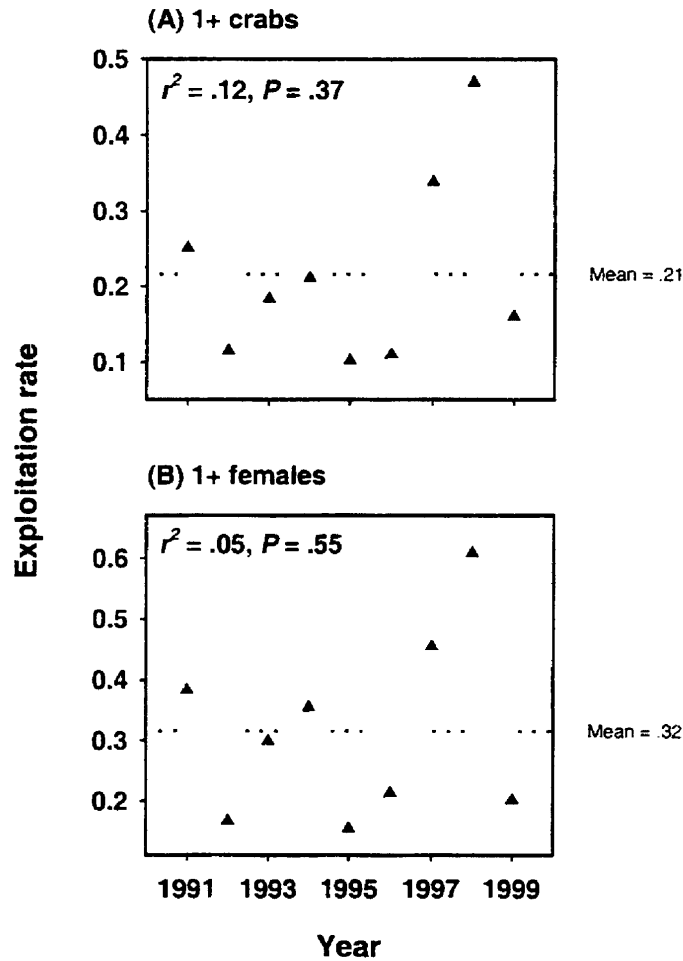 (A) 1+ crabs
r² = .12, P = .37
0.5
0.4
0.3
0.2
0.1
Mean = .21
Exploitation rate
(B) 1+ females
r² = .05, P = .55
0.6
0.5
0.4
0.3
0.2
Mean = .32
1991 1993 1995 1997 1999
Year